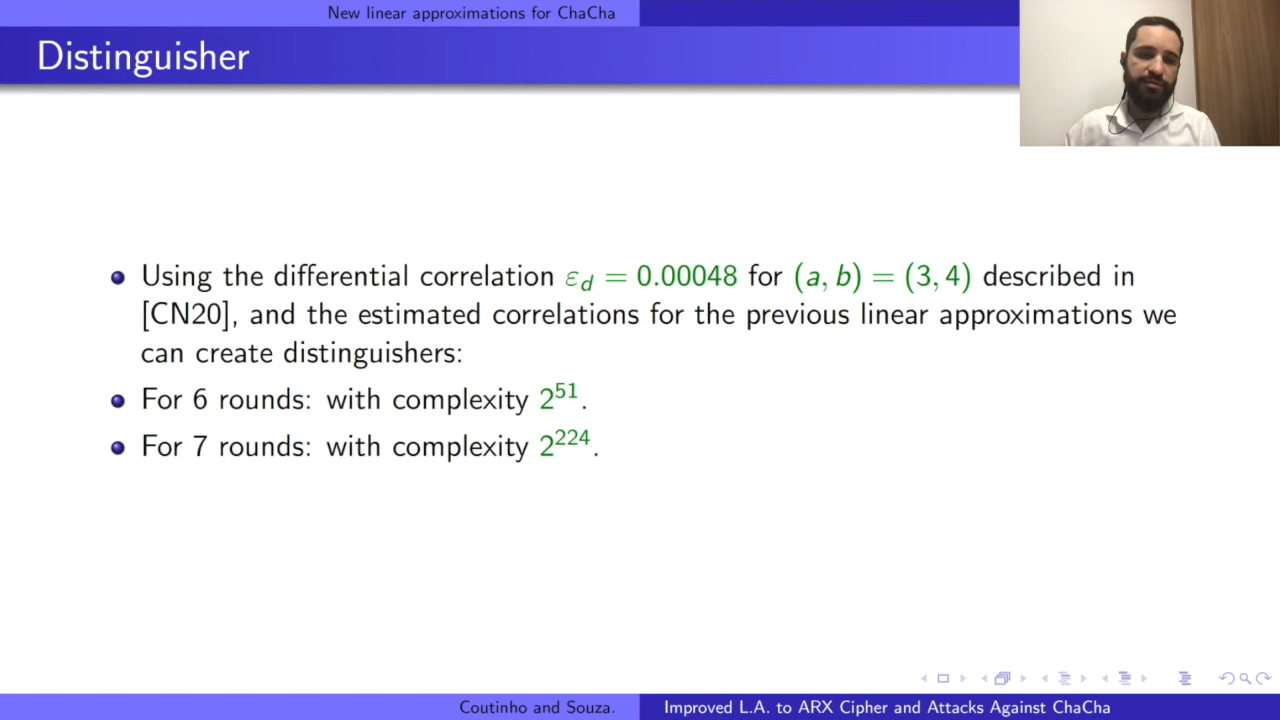 New linear approximations for ChaCha
Distinguisher
Using the differential correlation ε_d = 0.00048 for (a, b) = (3, 4) described in
[CN20], and the estimated correlations for the previous linear approximations we
can create distinguishers:
For 6 rounds: with complexity 2^51.
For 7 rounds: with complexity 2^224.
Coutinho and Souza. Improved L.A. to ARX Cipher and Attacks Against ChaCha